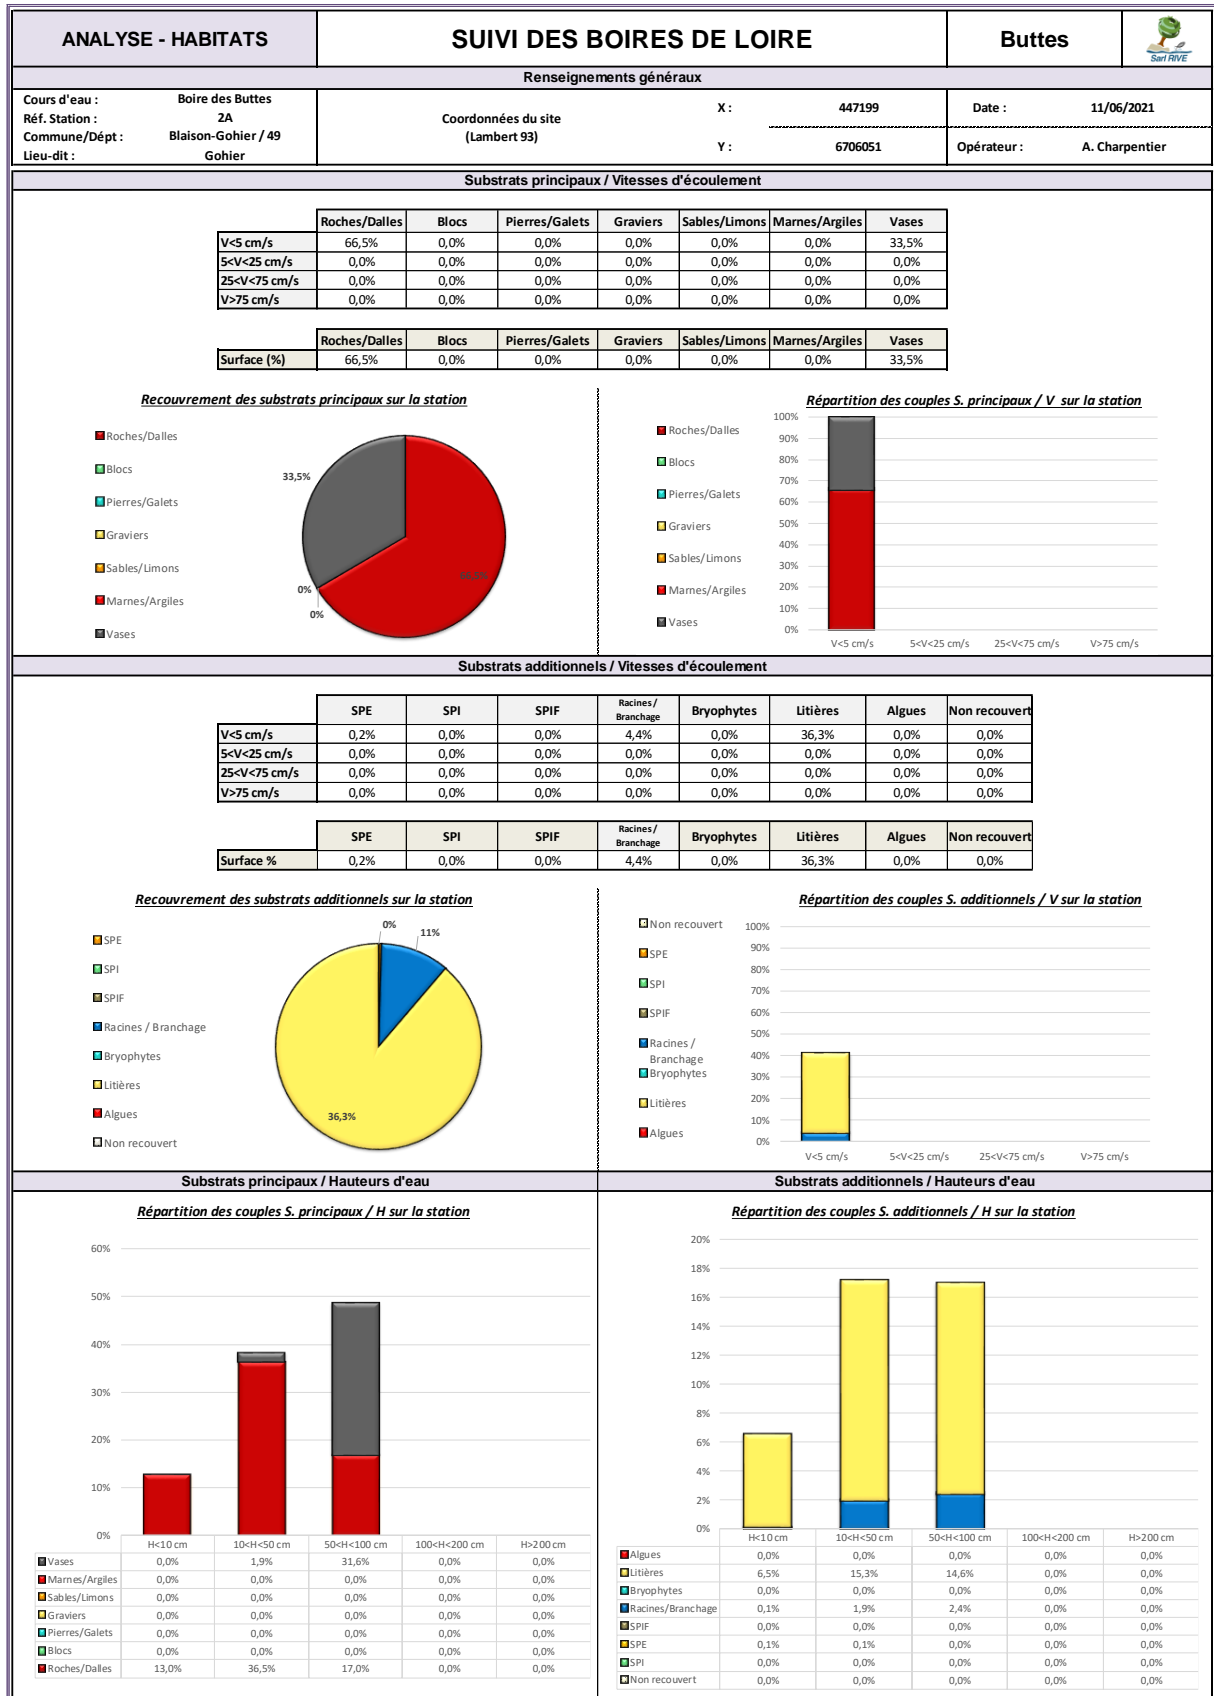 ANALYSE - HABITATS
SUIVI DES BOIRES DE LOIRE
Buttes
Sarl RIVE
Renseignements généraux
Cours d'eau : Boire des Buttes
Réf. Station : 2A
Commune/Dépt : Blaison-Gohier / 49
Lieu-dit : Gohier
Coordonnées du site
(Lambert 93)
X : 447199
Y : 6706051
Date : 11/06/2021
Opérateur : A. Charpentier
Substrats principaux / Vitesses d'écoulement
Roches/Dalles Blocs Pierres/Galets Graviers Sables/Limons Marnes/Argiles Vases
V<5 cm/s 66,5% 0,0% 0,0% 0,0% 0,0% 0,0% 33,5%
5<V<25 cm/s 0,0% 0,0% 0,0% 0,0% 0,0% 0,0% 0,0%
25<V<75 cm/s 0,0% 0,0% 0,0% 0,0% 0,0% 0,0% 0,0%
V>75 cm/s 0,0% 0,0% 0,0% 0,0% 0,0% 0,0% 0,0%
Roches/Dalles Blocs Pierres/Galets Graviers Sables/Limons Marnes/Argiles Vases
Surface (%) 66,5% 0,0% 0,0% 0,0% 0,0% 0,0% 33,5%
Recouvrement des substrats principaux sur la station
Roches/Dalles
Blocs
Pierres/Galets
Graviers
Sables/Limons
Marnes/Argiles
Vases
33,5%
0%
0%
Répartition des couples S. principaux / V sur la station
Roches/Dalles
Blocs
Pierres/Galets
Graviers
Sables/Limons
Marnes/Argiles
Vases
100%
90%
80%
70%
60%
50%
40%
30%
20%
10%
0%
V<5 cm/s 5<V<25 cm/s 25<V<75 cm/s V>75 cm/s
Substrats additionnels / Vitesses d'écoulement
SPE SPI SPIF Racines / Branchage Bryophytes Litières Algues Non recouvert
V<5 cm/s 0,2% 0,0% 0,0% 4,4% 0,0% 36,3% 0,0% 0,0%
5<V<25 cm/s 0,0% 0,0% 0,0% 0,0% 0,0% 0,0% 0,0% 0,0%
25<V<75 cm/s 0,0% 0,0% 0,0% 0,0% 0,0% 0,0% 0,0% 0,0%
V>75 cm/s 0,0% 0,0% 0,0% 0,0% 0,0% 0,0% 0,0% 0,0%
SPE SPI SPIF Racines / Branchage Bryophytes Litières Algues Non recouvert
Surface % 0,2% 0,0% 0,0% 4,4% 0,0% 36,3% 0,0% 0,0%
Recouvrement des substrats additionnels sur la station
SPE
SPI
SPIF
Racines / Branchage
Bryophytes
Litières
Algues
Non recouvert
0%
11%
36,3%
Répartition des couples S. additionnels / V sur la station
Non recouvert
SPE
SPI
SPIF
Racines /
Branchage
Bryophytes
Litières
Algues
100%
90%
80%
70%
60%
50%
40%
30%
20%
10%
0%
V<5 cm/s 5<V<25 cm/s 25<V<75 cm/s V>75 cm/s
Substrats principaux / Hauteurs d'eau
Répartition des couples S. principaux / H sur la station
60%
50%
40%
30%
20%
10%
0%
H<10 cm 10<H<50 cm 50<H<100 cm 100<H<200 cm H>200 cm
Vases 0,0% 1,9% 31,6% 0,0% 0,0%
Marnes/Argiles 0,0% 0,0% 0,0% 0,0% 0,0%
Sables/Limons 0,0% 0,0% 0,0% 0,0% 0,0%
Graviers 0,0% 0,0% 0,0% 0,0% 0,0%
Pierres/Galets 0,0% 0,0% 0,0% 0,0% 0,0%
Blocs 0,0% 0,0% 0,0% 0,0% 0,0%
Roches/Dalles 13,0% 36,5% 17,0% 0,0% 0,0%
Substrats additionnels / Hauteurs d'eau
Répartition des couples S. additionnels / H sur la station
20%
18%
16%
14%
12%
10%
8%
6%
4%
2%
0%
H<10 cm 10<H<50 cm 50<H<100 cm 100<H<200 cm H>200 cm
Algues 0,0% 0,0% 0,0% 0,0% 0,0%
Litières 6,5% 15,3% 14,6% 0,0% 0,0%
Bryophytes 0,0% 0,0% 0,0% 0,0% 0,0%
Racines/Branchage 0,1% 1,9% 2,4% 0,0% 0,0%
SPIF 0,0% 0,0% 0,0% 0,0% 0,0%
SPE 0,1% 0,1% 0,0% 0,0% 0,0%
SPI 0,0% 0,0% 0,0% 0,0% 0,0%
Non recouvert 0,0% 0,0% 0,0% 0,0% 0,0%